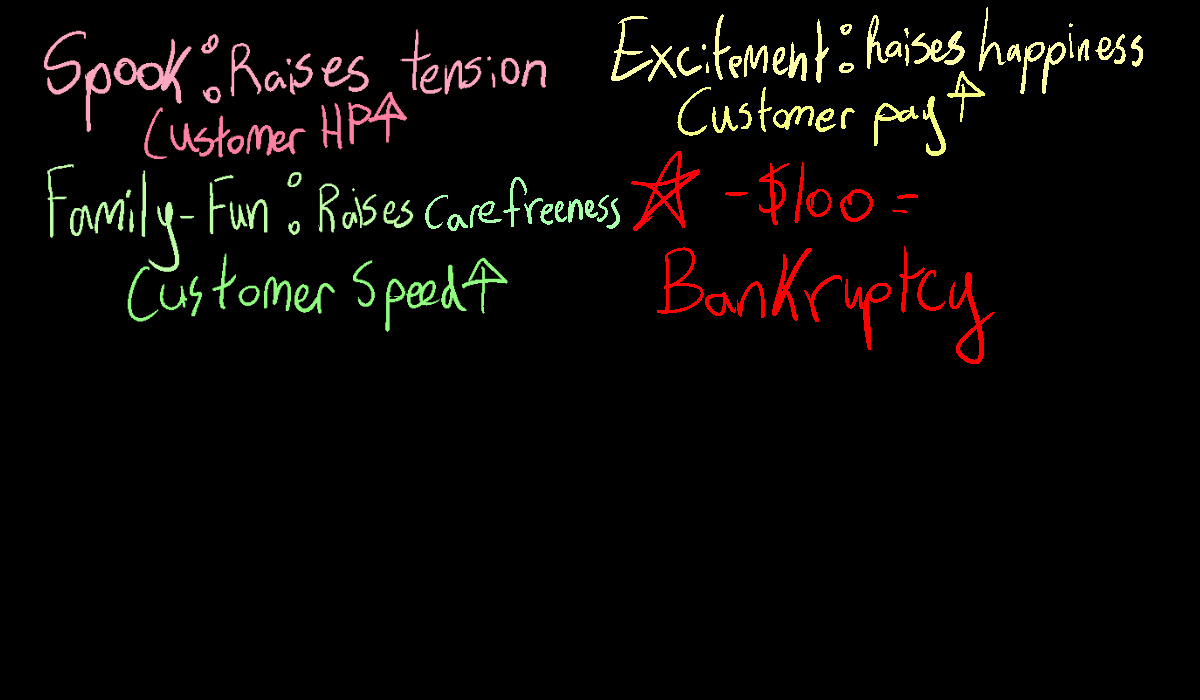 Spook: Raises tension
Customer HP↑
Excitement: Raises happiness
Customer pay↑
Family-Fun: Raises carefreeness
Customer Speed↑
☆ -$100 =
Bankruptcy